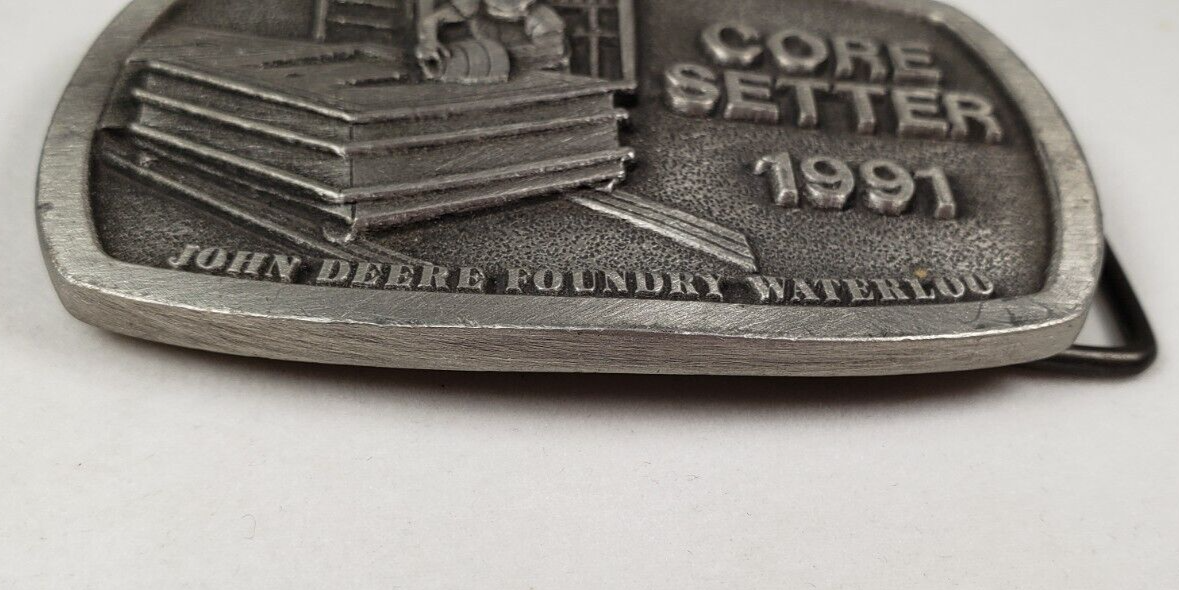 CORE
SETTER
1991
JOHN DEERE FOUNDRY WATERLOO